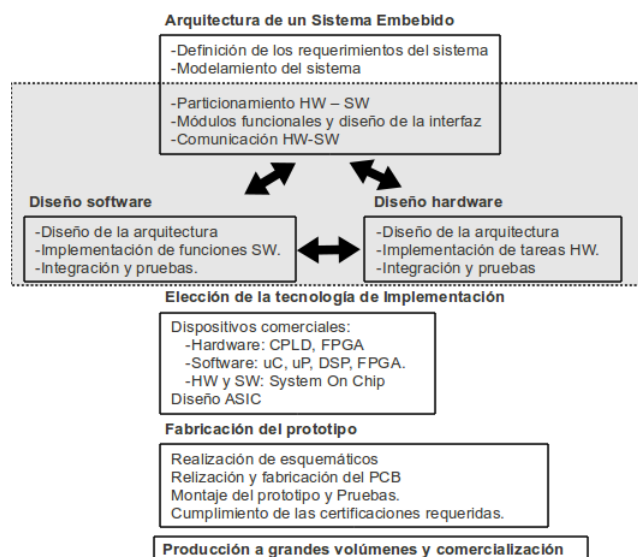 Arquitectura de un Sistema Embebido
-Definición de los requerimientos del sistema
-Modelamiento del sistema
-Particionamiento HW – SW
-Módulos funcionales y diseño de la interfaz
-Comunicación HW-SW
Diseño software
-Diseño de la arquitectura
-Implementación de funciones SW.
-Integración y pruebas.
Diseño hardware
-Diseño de la arquitectura
-Implementación de tareas HW.
-Integración y pruebas
Elección de la tecnología de Implementación
Dispositivos comerciales:
-Hardware: CPLD, FPGA
-Software: uC, uP, DSP, FPGA.
-HW y SW: System On Chip
Diseño ASIC
Fabricación del prototipo
Realización de esquemáticos
Relización y fabricación del PCB
Montaje del prototipo y Pruebas.
Cumplimiento de las certificaciones requeridas.
Producción a grandes volúmenes y comercialización